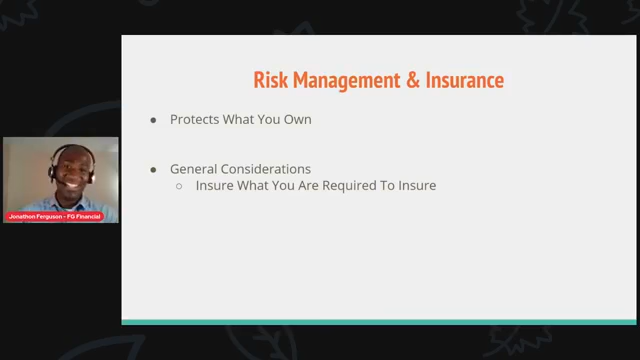 Risk Management & Insurance
● Protects What You Own
● General Considerations
○ Insure What You Are Required To Insure
Jonathon Ferguson - FG Financial